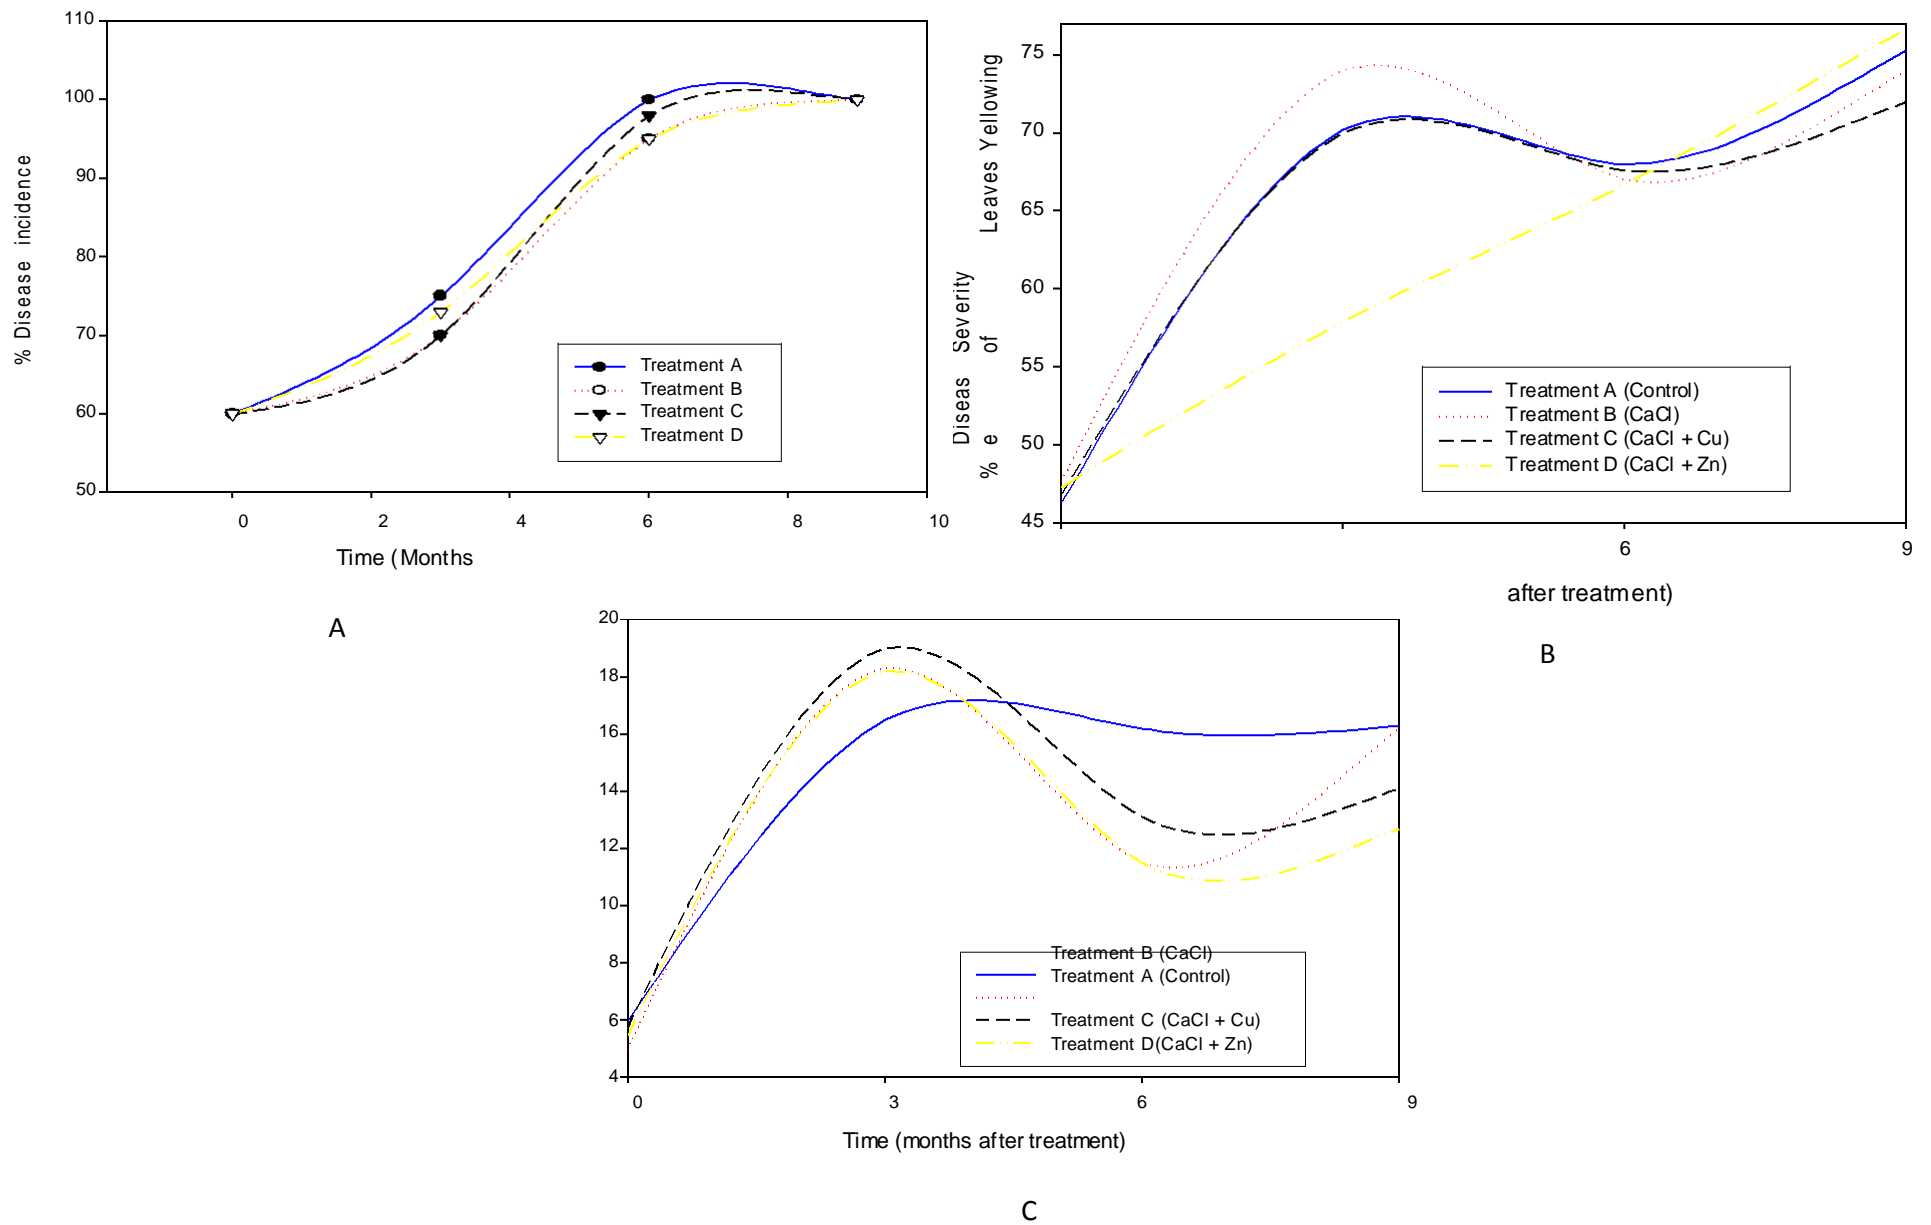 110
100
90
80
70
60
50
% Disease incidence
Treatment A
Treatment B
Treatment C
Treatment D
0 2 4 6 8 10
Time (Months
A
75
70
65
60
55
50
45
Leaves Yellowing
Diseas Severity
% e of
Treatment A (Control)
Treatment B (CaCl)
Treatment C (CaCl + Cu)
Treatment D (CaCl + Zn)
6 9
after treatment)
B
20
18
16
14
12
10
8
6
4
Treatment B (CaCl)
Treatment A (Control)
Treatment C (CaCl + Cu)
Treatment D(CaCl + Zn)
0 3 6 9
Time (months after treatment)
C